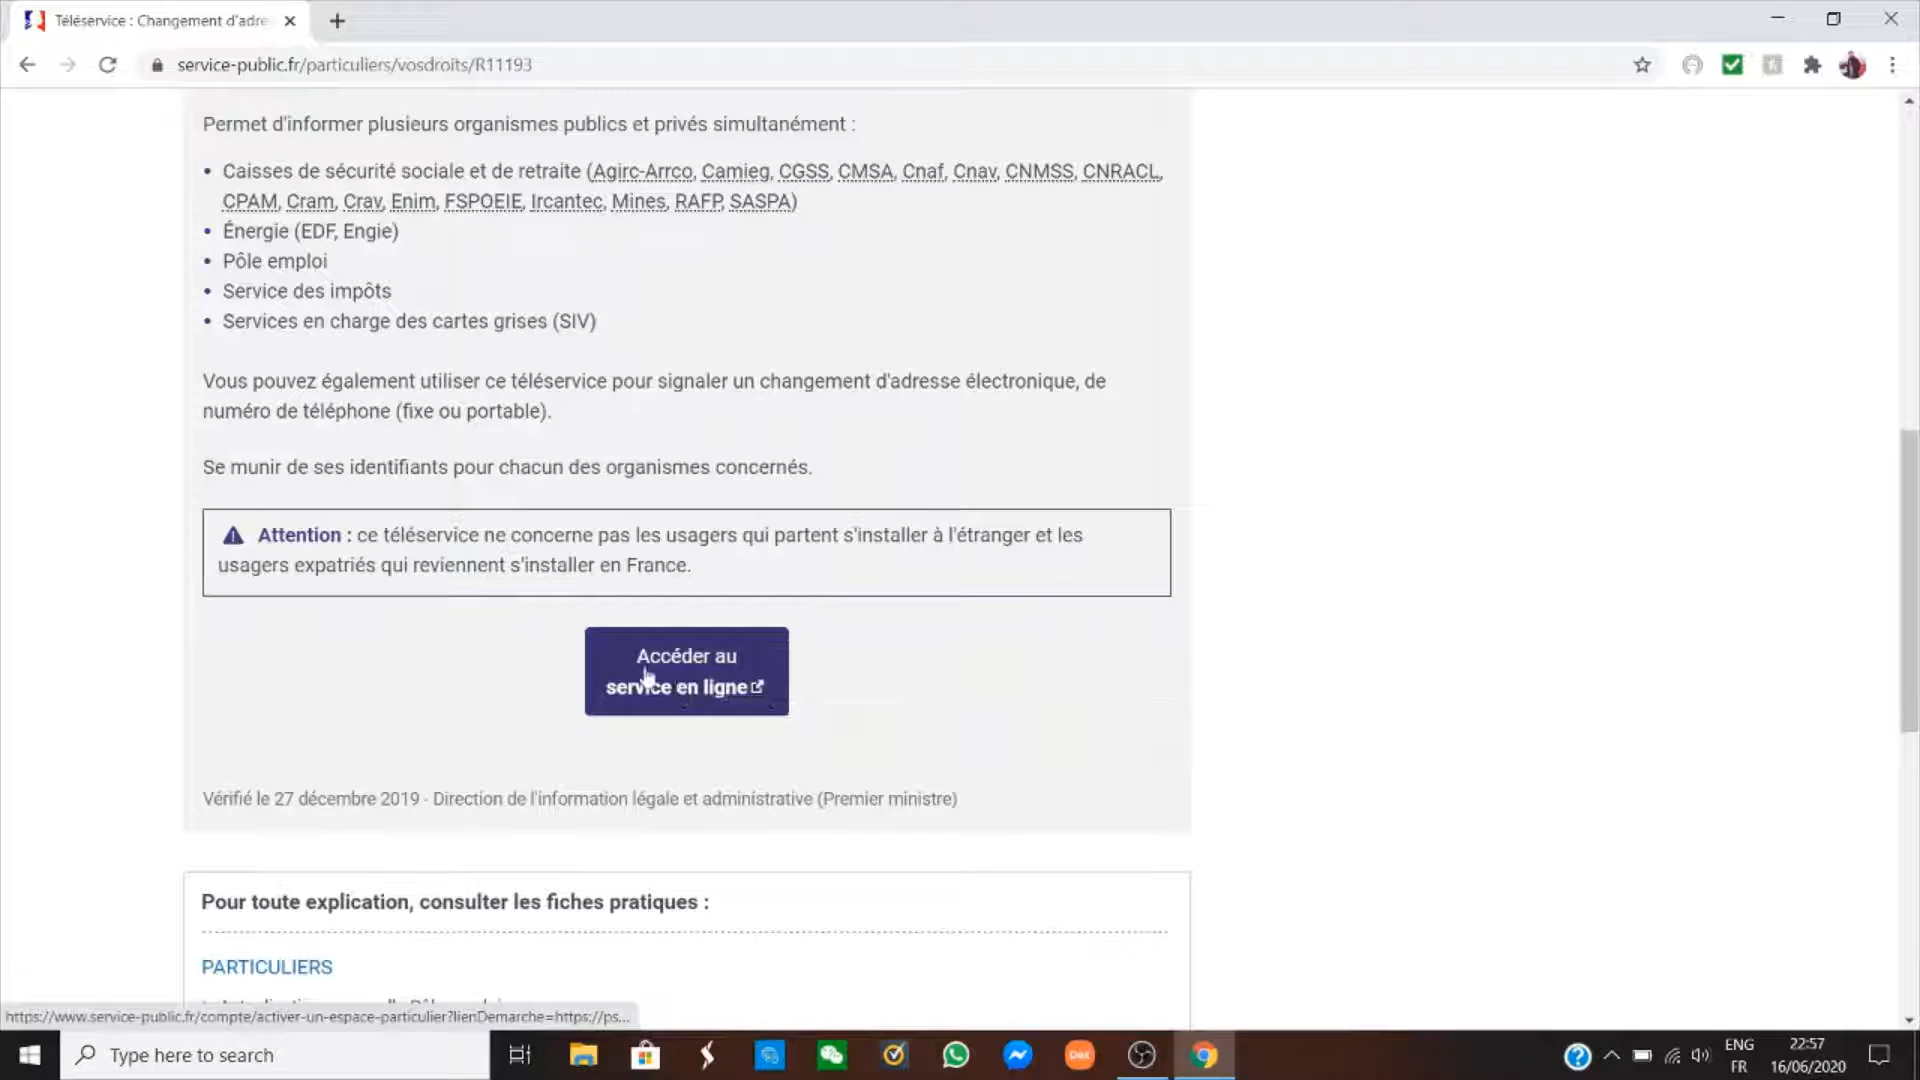 Téléservice : Changement d'adre
service-public.fr/particuliers/vosdroits/R11193
Permet d'informer plusieurs organismes publics et privés simultanément :
• Caisses de sécurité sociale et de retraite (Agirc-Arrco, Camieg, CGSS, CMSA, Cnaf, Cnav, CNMSS, CNRACL,
CPAM, Cram, Crav, Enim, FSPOEIE, Ircantec, Mines, RAFP, SASPA)
• Énergie (EDF, Engie)
• Pôle emploi
• Service des impôts
• Services en charge des cartes grises (SIV)
Vous pouvez également utiliser ce téléservice pour signaler un changement d'adresse électronique, de
numéro de téléphone (fixe ou portable).
Se munir de ses identifiants pour chacun des organismes concernés.
Attention : ce téléservice ne concerne pas les usagers qui partent s'installer à l'étranger et les
usagers expatriés qui reviennent s'installer en France.
Accéder au
service en ligne
Vérifié le 27 décembre 2019 - Direction de l'information légale et administrative (Premier ministre)
Pour toute explication, consulter les fiches pratiques :
PARTICULIERS
https://www.service-public.fr/compte/activer-un-espace-particulier?lienDemarche=https://ps...
Type here to search
ENG
FR
22:57
16/06/2020